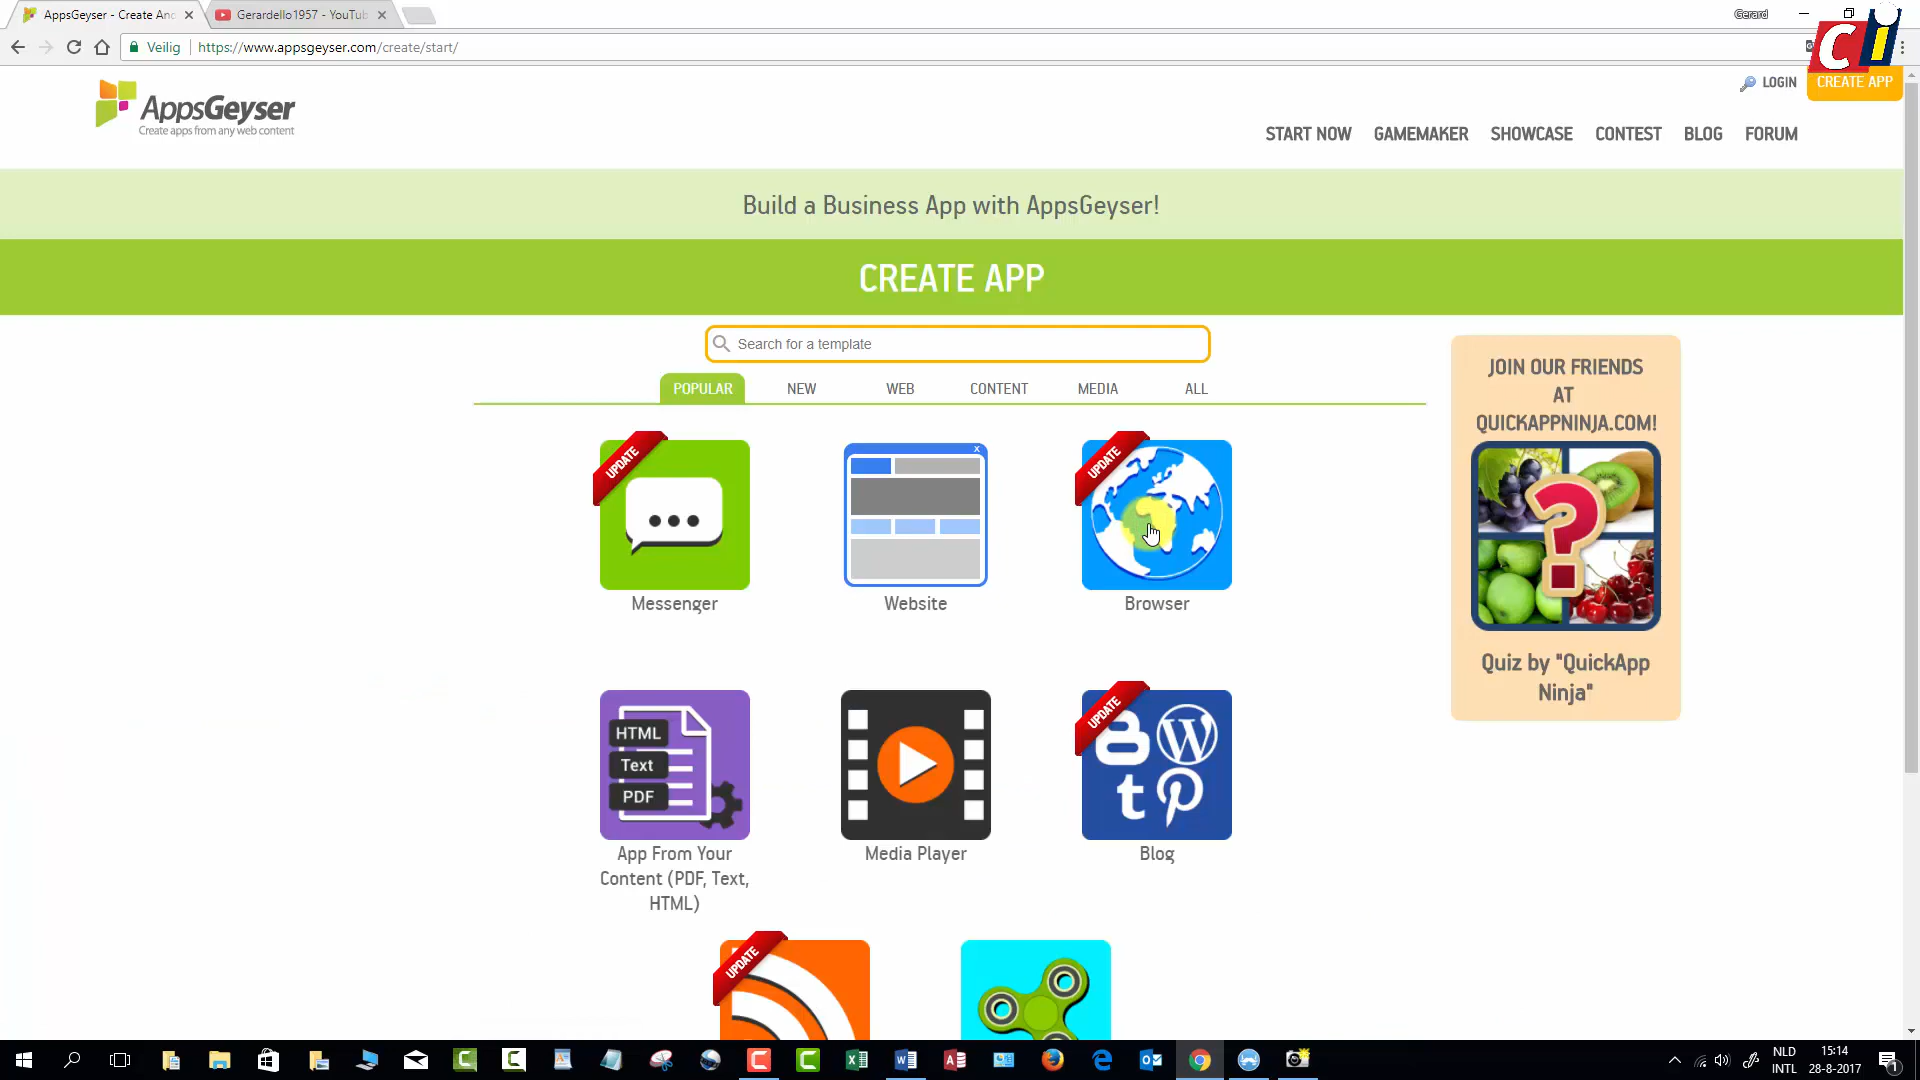 AppsGeyser - Create And
Gerardello1957 - YouTub
Gerard
Veilig
https://www.appsgeyser.com/create/start/
Ci
AppsGeyser
Create apps from any web content
LOGIN
CREATE APP
START NOW GAMEMAKER SHOWCASE CONTEST BLOG FORUM
Build a Business App with AppsGeyser!
CREATE APP
Search for a template
POPULAR NEW WEB CONTENT MEDIA ALL
UPDATE
X
UPDATE
Messenger
Website
Browser
HTML
Text
PDF
UPDATE
B
t
App From Your
Content (PDF, Text,
HTML)
Media Player
Blog
UPDATE
JOIN OUR FRIENDS
AT
QUICKAPPNINJA.COM!
?
Quiz by "QuickApp
Ninja"
NLD
INTL
15:14
28-8-2017
1